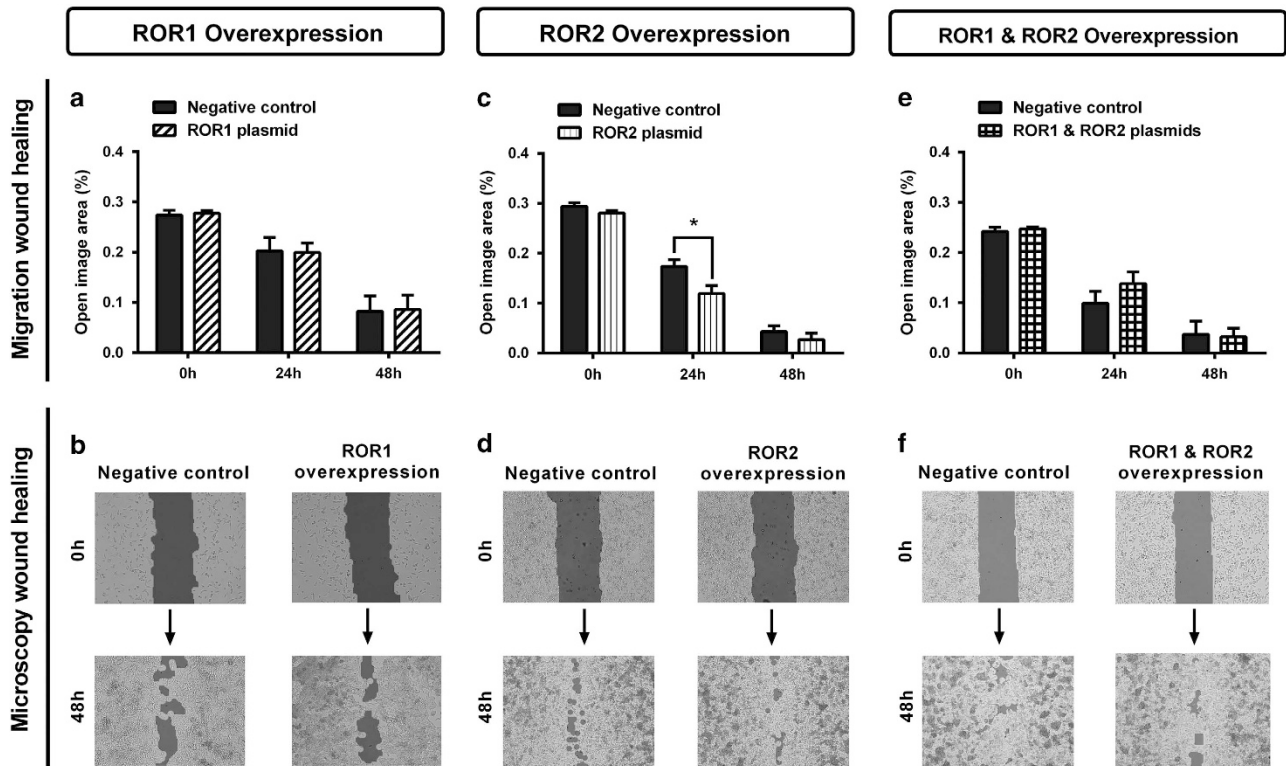 ROR1 Overexpression
ROR2 Overexpression
ROR1 & ROR2 Overexpression
Migration wound healing
a
Negative control
ROR1 plasmid
Open image area (%)
0.4
0.3
0.2
0.1
0.0
0h
24h
48h
c
Negative control
ROR2 plasmid
Open image area (%)
0.4
0.3
0.2
0.1
0.0
*
0h
24h
48h
e
Negative control
ROR1 & ROR2 plasmids
Open image area (%)
0.4
0.3
0.2
0.1
0.0
0h
24h
48h
Microscopy wound healing
b
Negative control
ROR1
overexpression
0h
48h
d
Negative control
ROR2
overexpression
0h
48h
f
Negative control
ROR1 & ROR2
overexpression
0h
48h